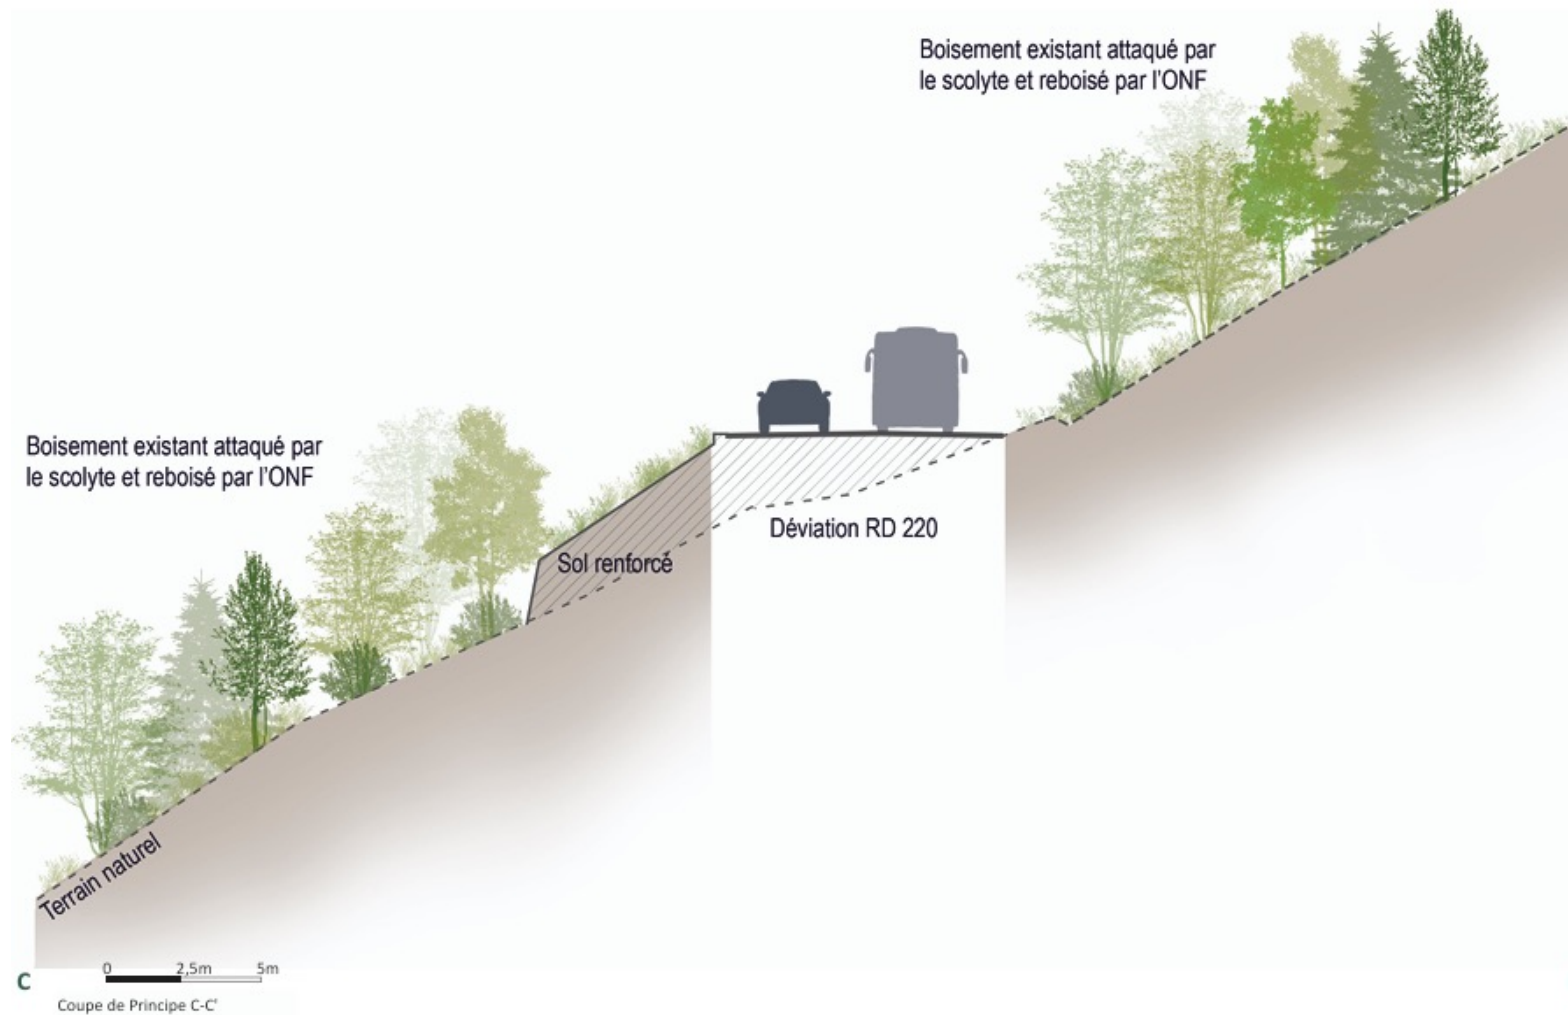 Boisement existant attaqué par
le scolyte et reboisé par l'ONF
Boisement existant attaqué par
le scolyte et reboisé par l'ONF
Sol renforcé
Déviation RD 220
Terrain naturel
C
0 2,5m 5m
Coupe de Principe C-C'